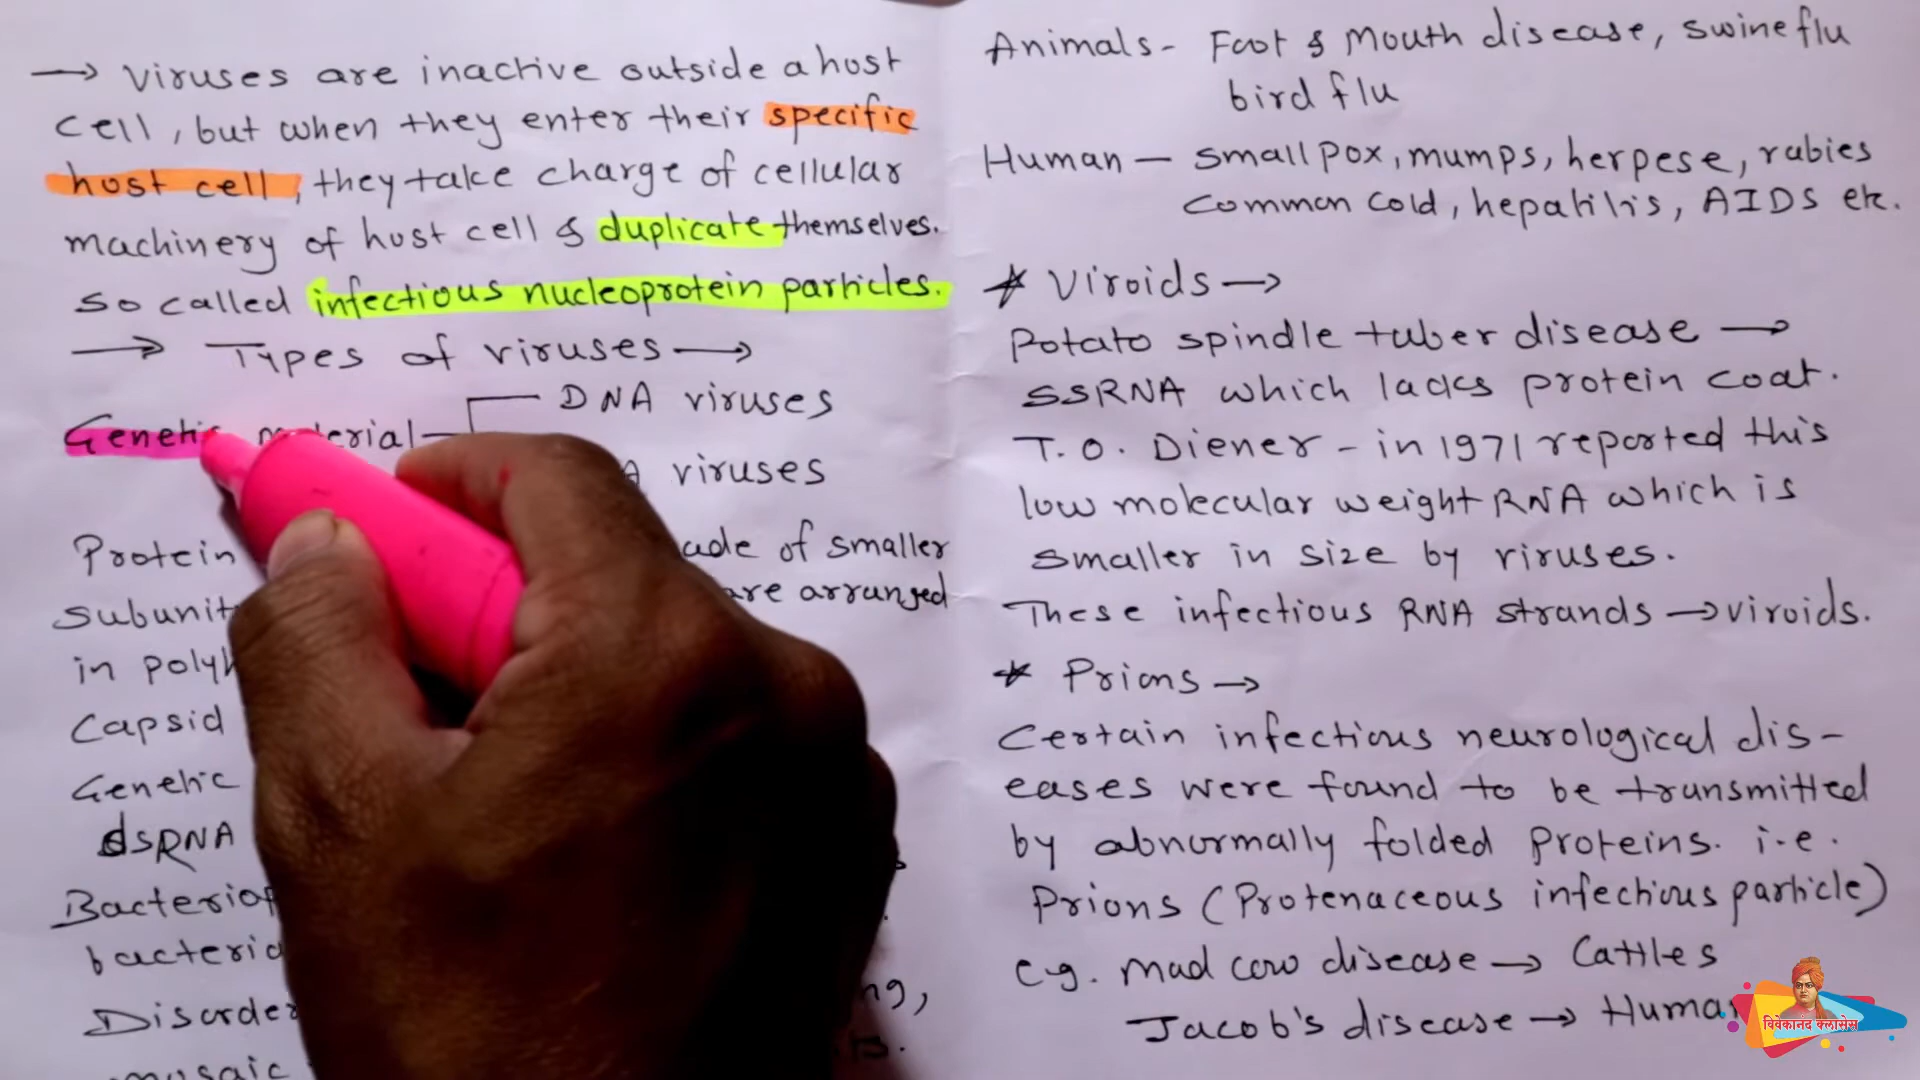 → Viruses are inactive outside a host
cell, but when they enter their specific
host cell, they take charge of cellular
machinery of host cell & duplicate themselves.
so called infectious nucleoprotein particles.
→ Types of viruses →
DNA viruses
Genetic material
A viruses
Protein ade of smaller
subunit are arranged
in poly
Capsid
Genetic
dsRNA
Bacteriop
bacteria
Disorder ng,
mosaic
Animals - Foot & Mouth disease, swine flu
bird flu
Human - small pox, mumps, herpese, rabies
Common cold, hepatitis, AIDS etc.
* Viroids →
Potato spindle tuber disease →
SSRNA which lacks protein coat.
T. O. Diener - in 1971 reported this
low molecular weight RNA which is
smaller in size by viruses.
These infectious RNA strands → viroids.
* Prions →
Certain infectious neurological dis-
eases were found to be transmitted
by abnormally folded proteins. i.e.
Prions (Protenaceous infectious particle)
eg. Mad cow disease → Cattles
Jacob's disease → Human
विवेकानंद क्लासेस